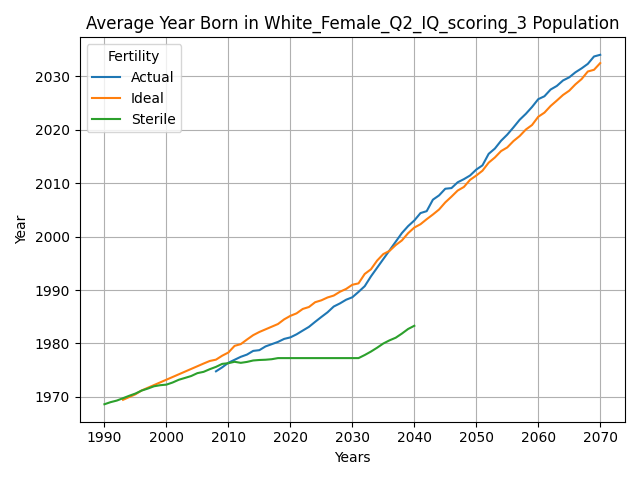 Average Year Born in White_Female_Q2_IQ_scoring_3 Population
Fertility
Actual
Ideal
Sterile
Year
2030
2020
2010
2000
1990
1980
1970
1990 2000 2010 2020 2030 2040 2050 2060 2070
Years